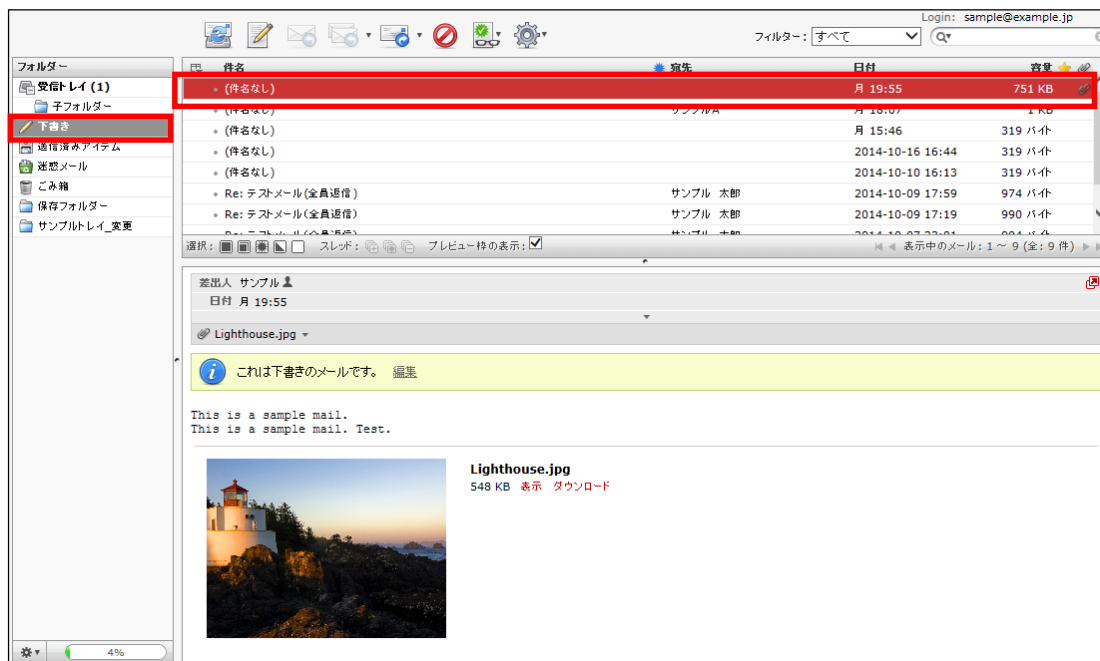 Login: sample@example.jp
フィルター: すべて
フォルダー
件名 宛先 日付 容量
受信トレイ (1)
子フォルダー
下書き
送信済みアイテム
迷惑メール
ごみ箱
保存フォルダー
サンプルトレイ_変更
(件名なし) 月 19:55 751 KB
(件名なし) サンプルA 月 18:07 1 KB
(件名なし) 月 15:46 319 バイト
(件名なし) 2014-10-16 16:44 319 バイト
(件名なし) 2014-10-10 16:13 319 バイト
Re: テストメール(全員返信) サンプル 太郎 2014-10-09 17:59 974 バイト
Re: テストメール(全員返信) サンプル 太郎 2014-10-09 17:19 990 バイト
選択: スレッド: プレビュー枠の表示: 表示中のメール: 1 ~ 9 (全: 9 件)
差出人 サンプル
日付 月 19:55
Lighthouse.jpg
これは下書きのメールです。 編集
This is a sample mail.
This is a sample mail. Test.
Lighthouse.jpg
548 KB 表示 ダウンロード
4%